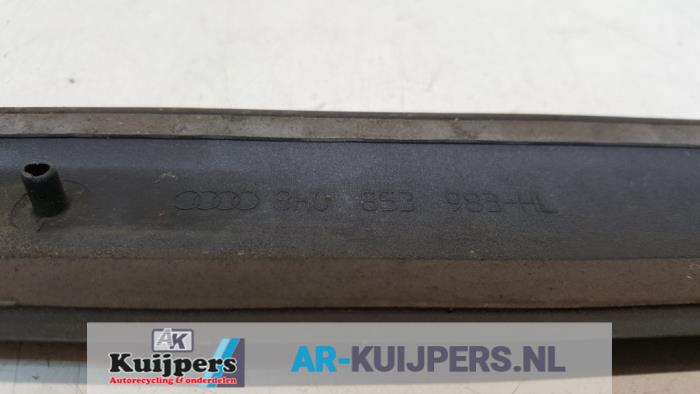 8H0 853 983-HL
AK
Kuijpers
Autorecycling & onderdelen
AR-KUIJPERS.NL